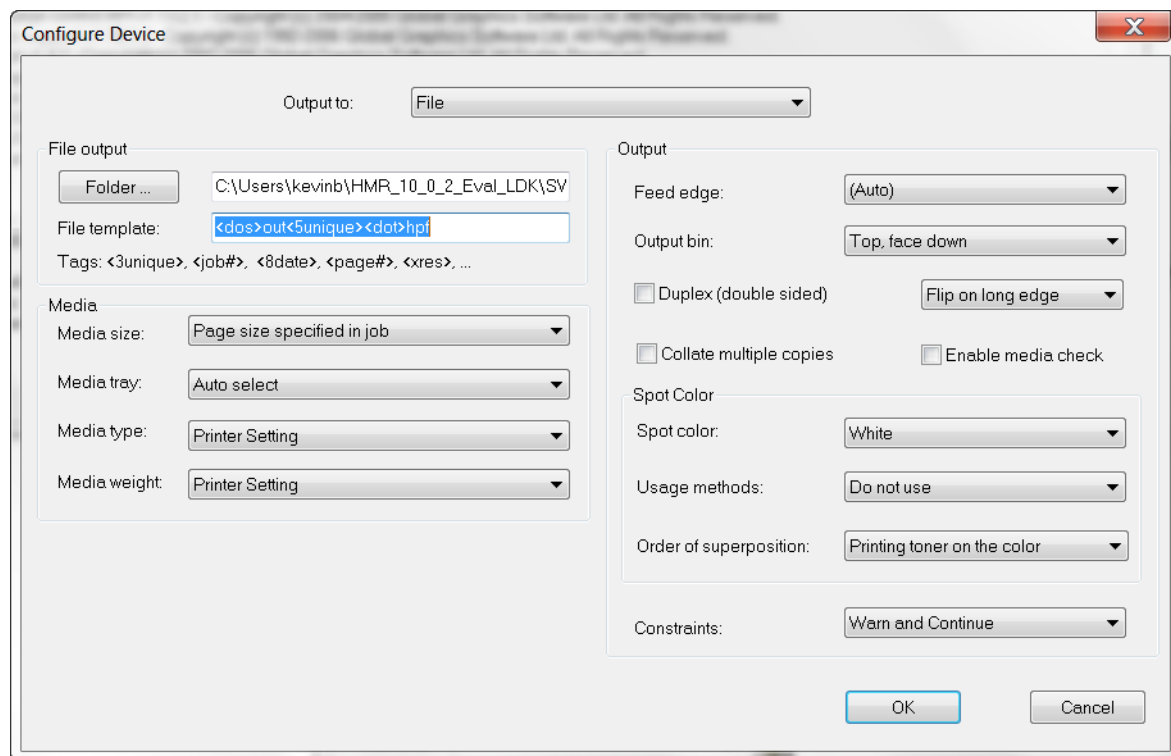 Configure Device
Output to: File
File output
Folder ... C:\Users\kevinb\HMR_10_0_2_Eval_LDK\SV
File template: <dos>out<5unique><dot>hpf
Tags: <3unique>, <job#>, <8date>, <page#>, <xres>, ...
Media
Media size: Page size specified in job
Media tray: Auto select
Media type: Printer Setting
Media weight: Printer Setting
Output
Feed edge: (Auto)
Output bin: Top, face down
Duplex (double sided) Flip on long edge
Collate multiple copies Enable media check
Spot Color
Spot color: White
Usage methods: Do not use
Order of superposition: Printing toner on the color
Constraints: Warn and Continue
OK Cancel